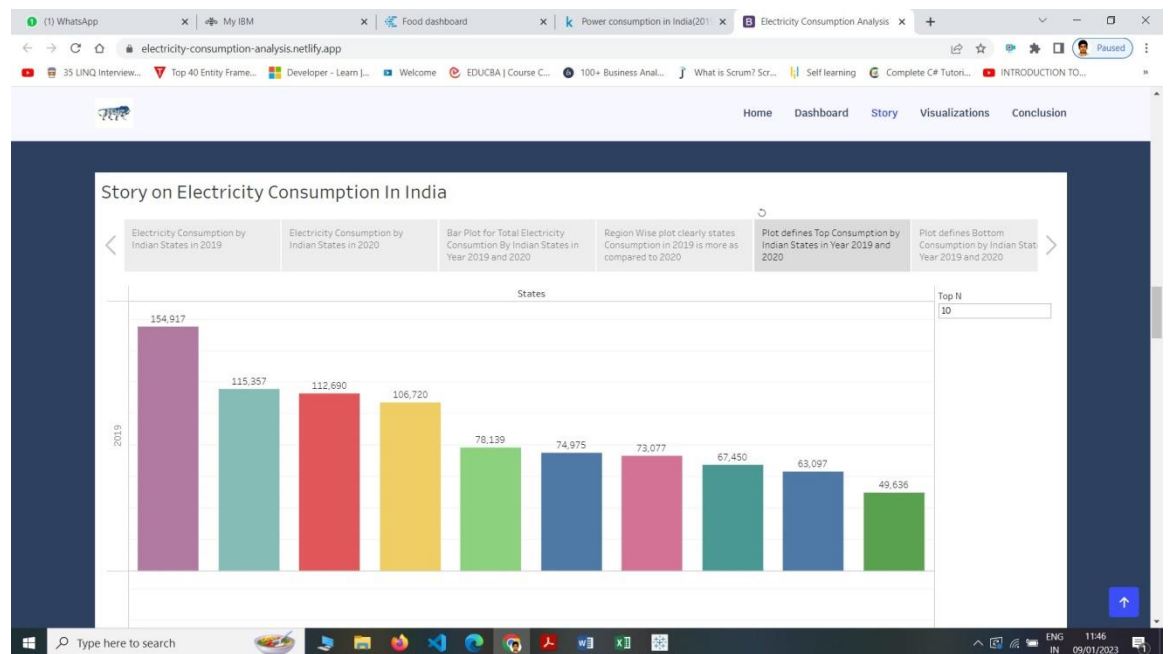 (1) WhatsApp
My IBM
Food dashboard
Power consumption in India(201
Electricity Consumption Analysis
electricity-consumption-analysis.netlify.app
Paused
35 LINQ Interview...
Top 40 Entity Frame...
Developer - Learn |...
Welcome
EDUCBA | Course C...
100+ Business Anal...
What is Scrum? Scr...
Self learning
Complete C# Tutori...
INTRODUCTION TO...
Home
Dashboard
Story
Visualizations
Conclusion
Story on Electricity Consumption In India
Electricity Consumption by
Indian States in 2019
Electricity Consumption by
Indian States in 2020
Bar Plot for Total Electricity
Consumtion By Indian States in
Year 2019 and 2020
Region Wise plot clearly states
Consumption in 2019 is more as
compared to 2020
Plot defines Top Consumption by
Indian States in Year 2019 and
2020
Plot defines Bottom
Consumption by Indian Stat
Year 2019 and 2020
States
Top N
10
154,917
115,357
112,690
106,720
78,139
74,975
73,077
67,450
63,097
49,636
2019
Type here to search
ENG
IN
11:46
09/01/2023